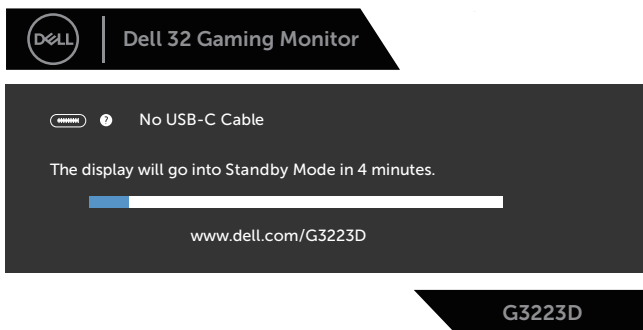 DELL
Dell 32 Gaming Monitor
? No USB-C Cable
The display will go into Standby Mode in 4 minutes.
www.dell.com/G3223D
G3223D